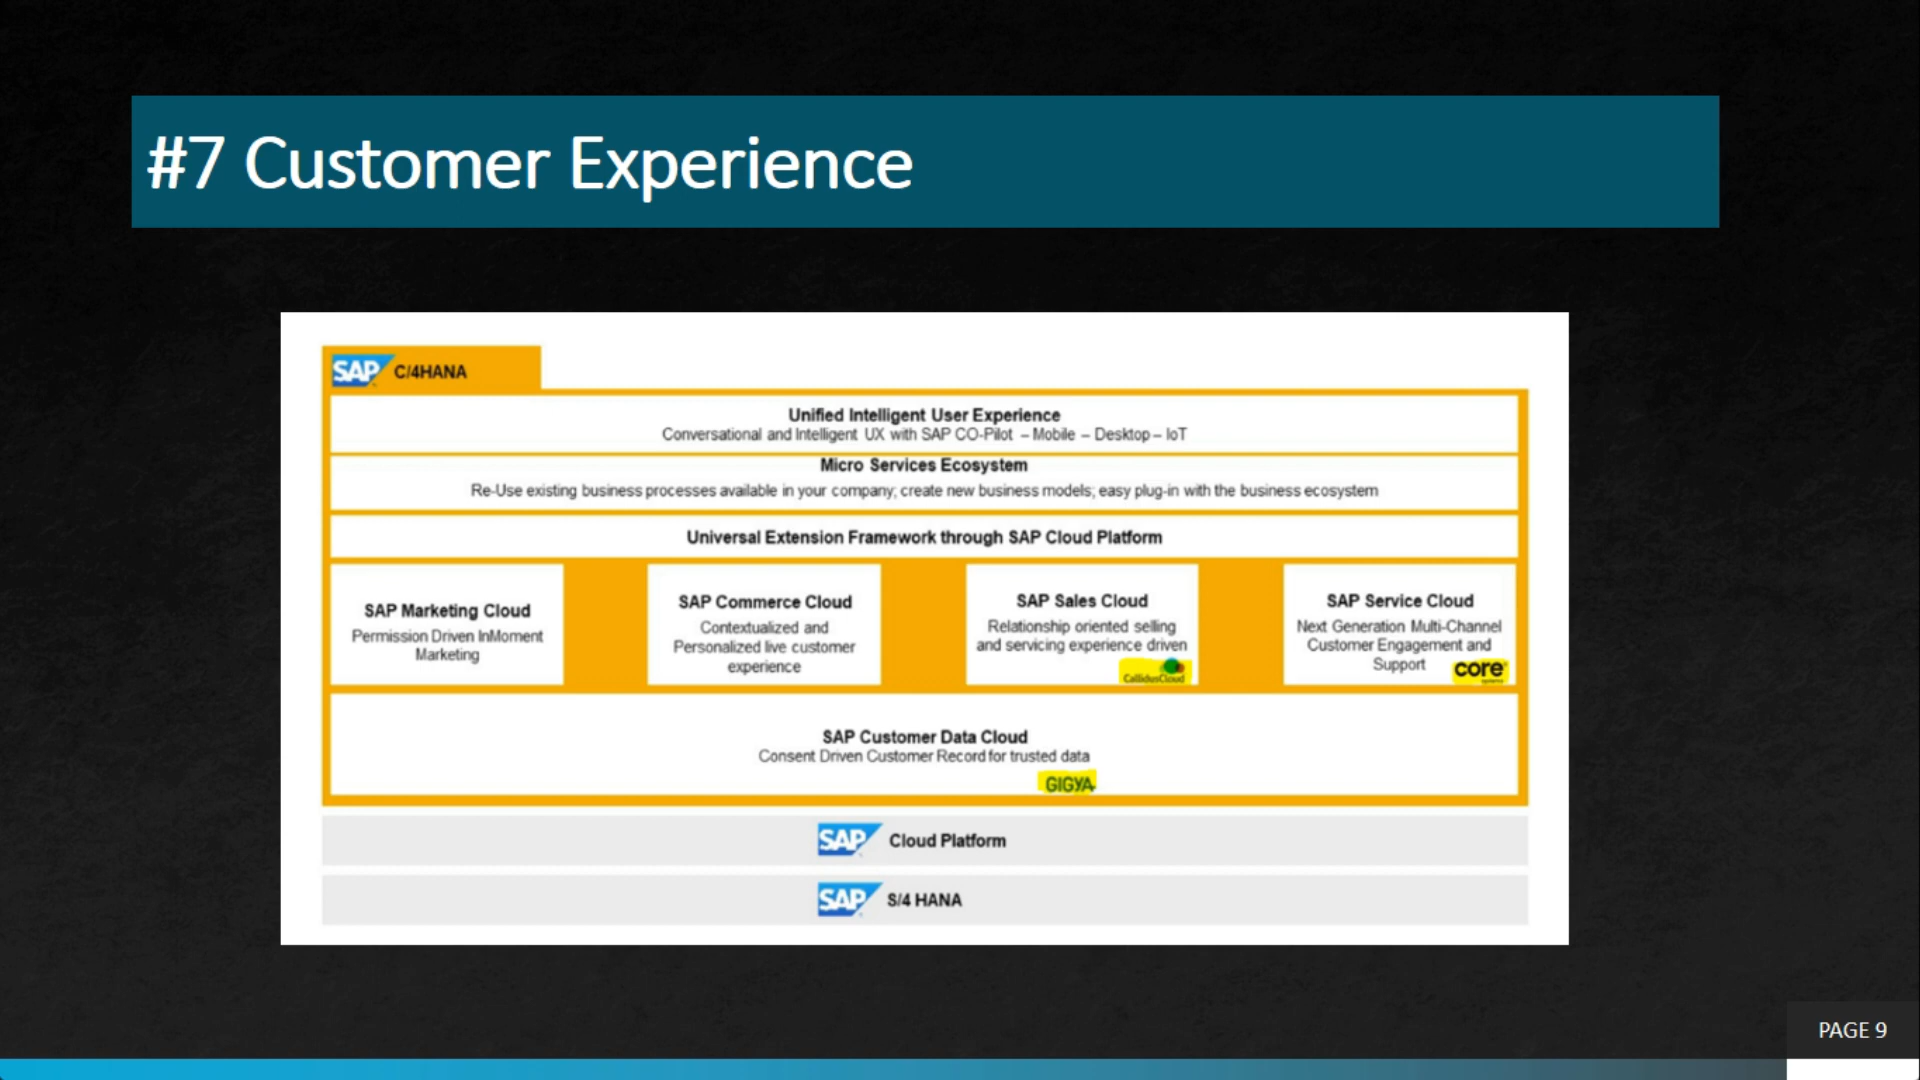 #7 Customer Experience
SAP C/4HANA
Unified Intelligent User Experience
Conversational and Intelligent UX with SAP CO-Pilot – Mobile – Desktop – IoT
Micro Services Ecosystem
Re-Use existing business processes available in your company; create new business models; easy plug-in with the business ecosystem
Universal Extension Framework through SAP Cloud Platform
SAP Marketing Cloud
Permission Driven InMoment
Marketing
SAP Commerce Cloud
Contextualized and
Personalized live customer
experience
SAP Sales Cloud
Relationship oriented selling
and servicing experience driven
CallidusCloud
SAP Service Cloud
Next Generation Multi-Channel
Customer Engagement and
Support
core
SAP Customer Data Cloud
Consent Driven Customer Record for trusted data
GIGYA
SAP Cloud Platform
SAP S/4 HANA
PAGE 9